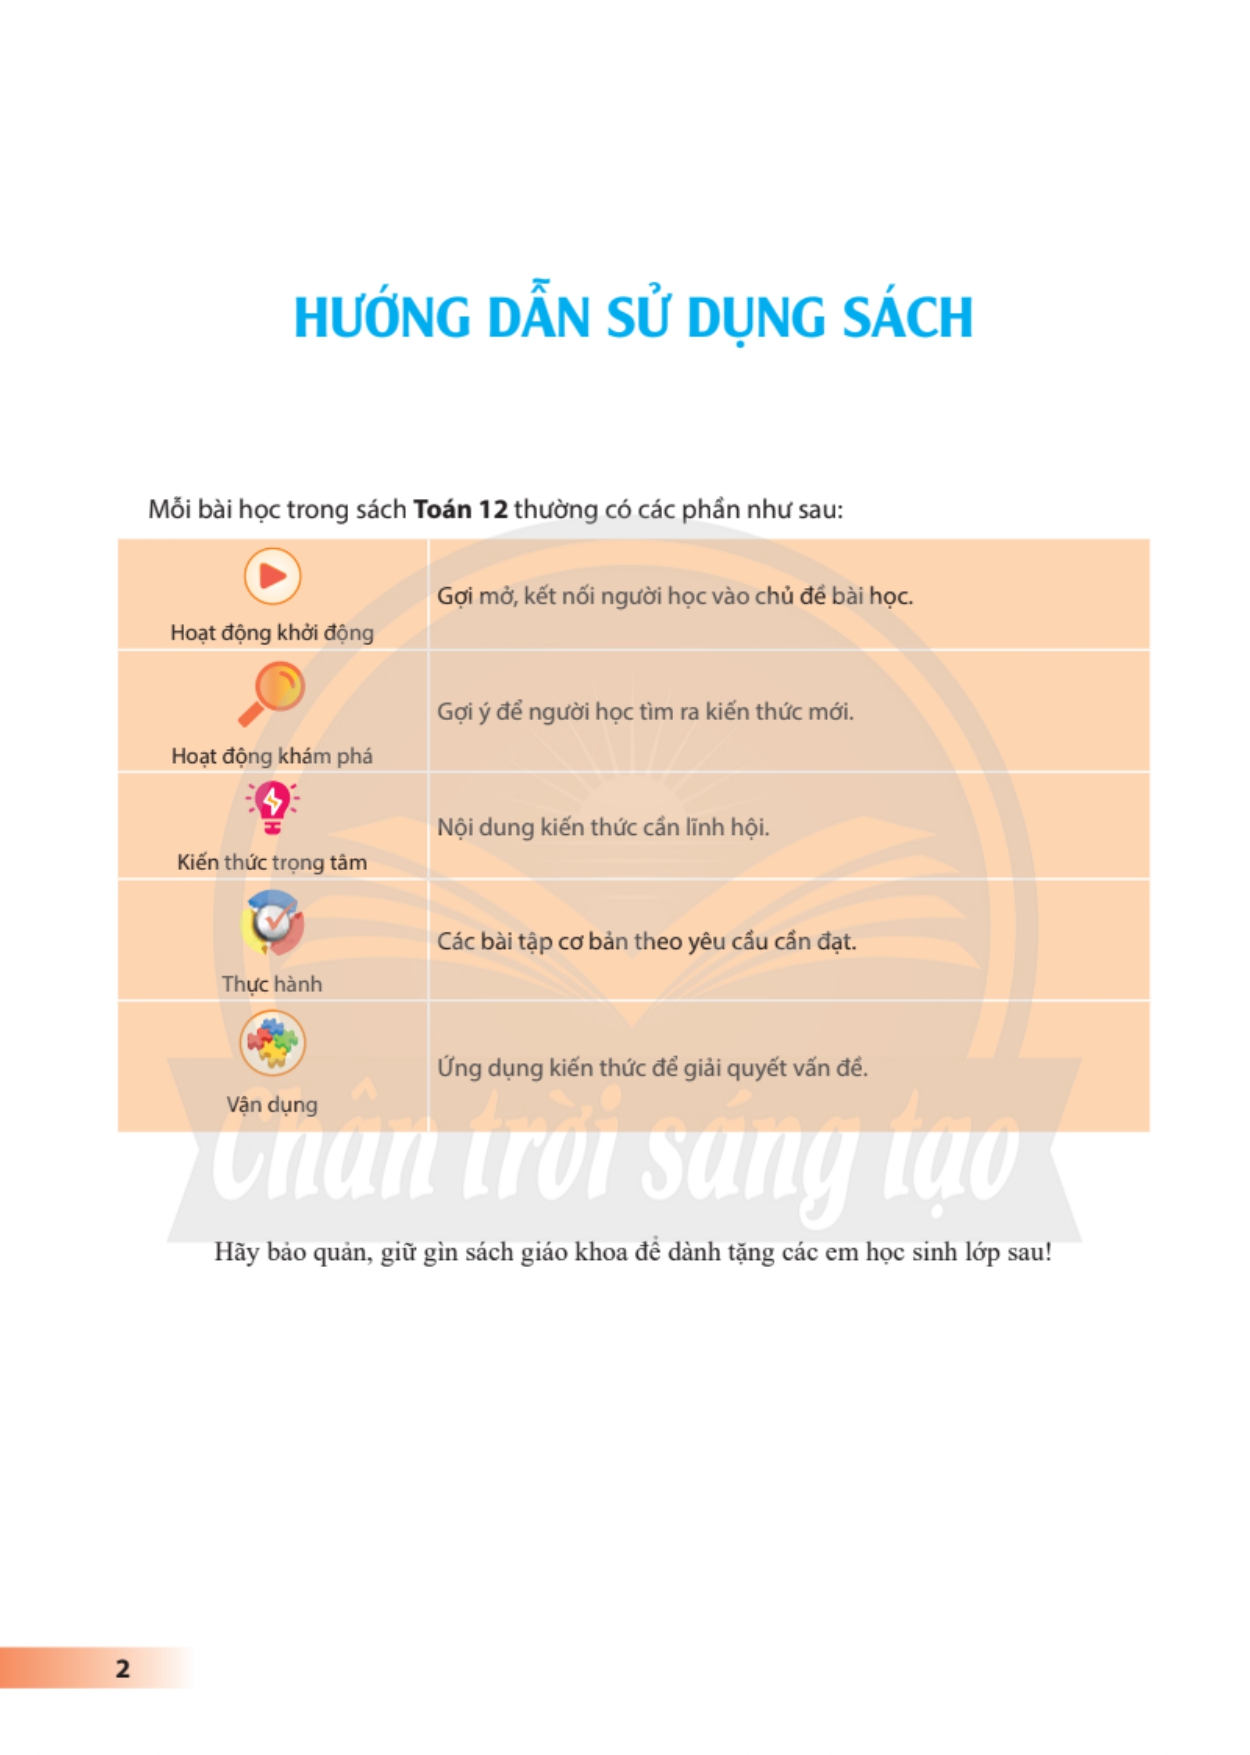 HƯỚNG DẪN SỬ DỤNG SÁCH
Mỗi bài học trong sách Toán 12 thường có các phần như sau:
Hoạt động khởi động
Gợi mở, kết nối người học vào chủ đề bài học.
Hoạt động khám phá
Gợi ý để người học tìm ra kiến thức mới.
Kiến thức trọng tâm
Nội dung kiến thức cần lĩnh hội.
Thực hành
Các bài tập cơ bản theo yêu cầu cần đạt.
Vận dụng
Ứng dụng kiến thức để giải quyết vấn đề.
Chân trời sáng tạo
Hãy bảo quản, giữ gìn sách giáo khoa để dành tặng các em học sinh lớp sau!
2